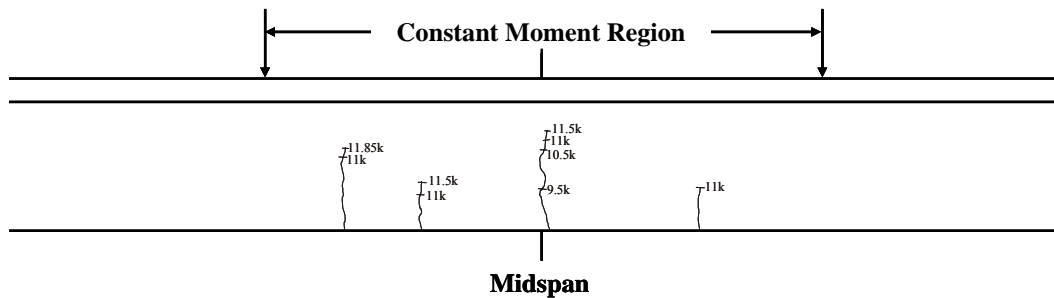 Constant Moment Region
11.5k
11k
10.5k
11.85k
11k
11.5k
11k
9.5k
11k
Midspan